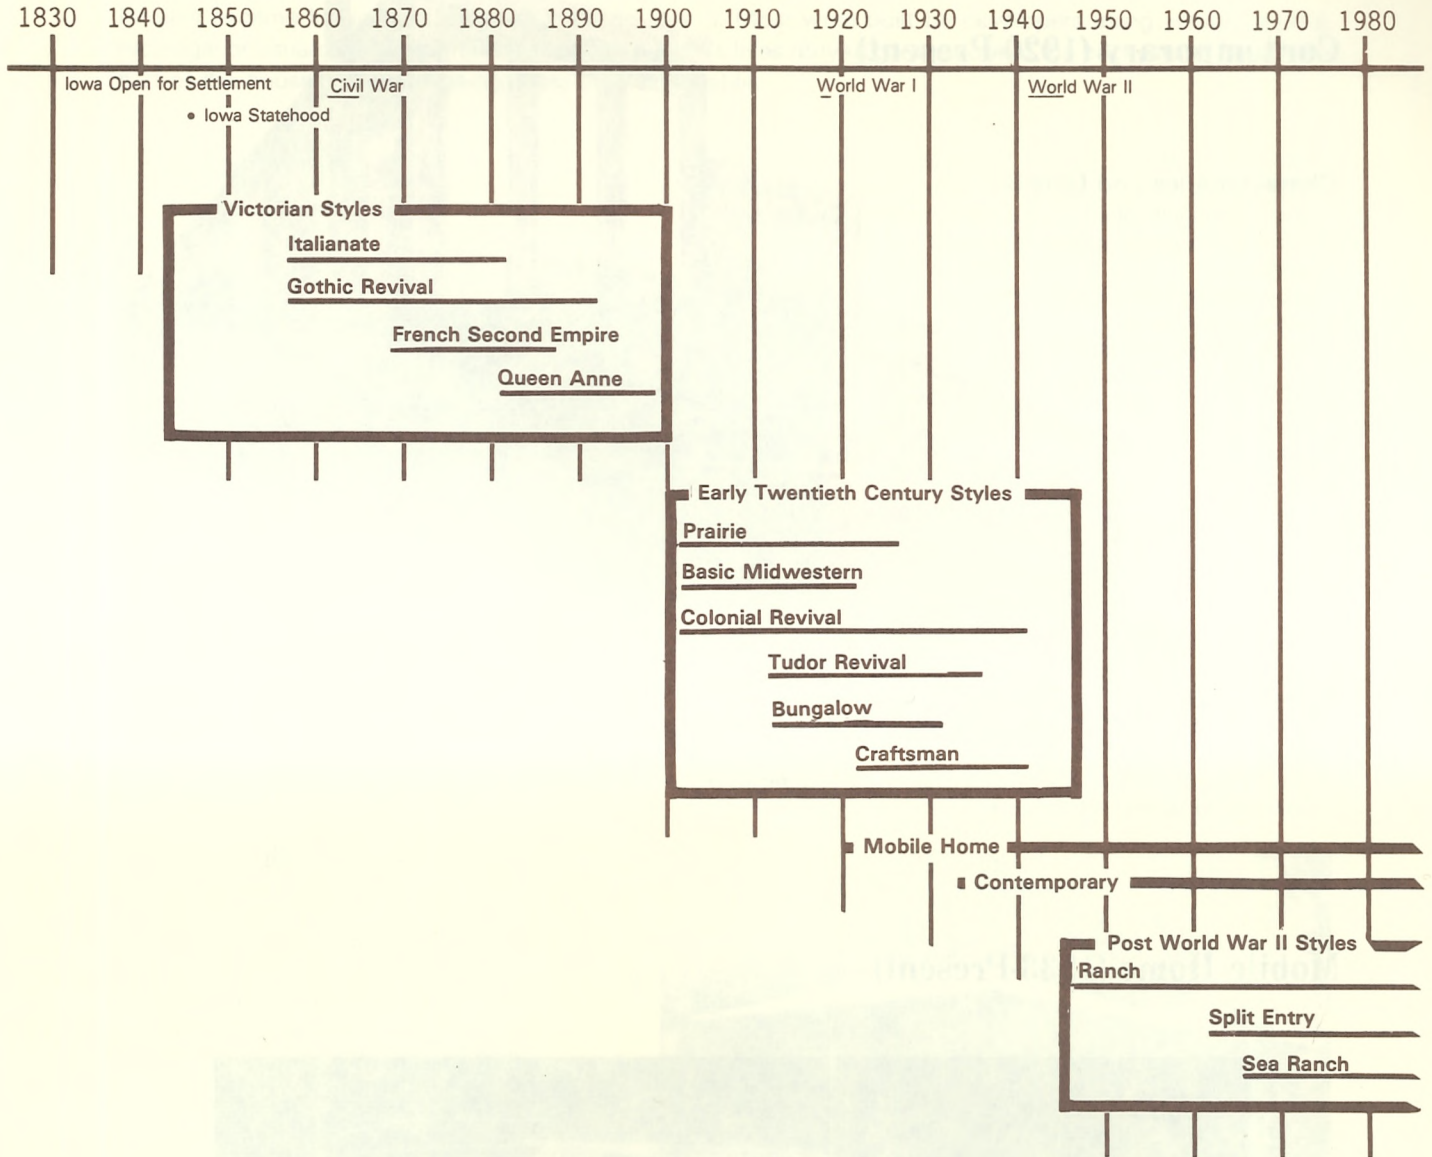 1830 1840 1850 1860 1870 1880 1890 1900 1910 1920 1930 1940 1950 1960 1970 1980
Iowa Open for Settlement Civil War World War I World War II
• Iowa Statehood
Victorian Styles
Italianate
Gothic Revival
French Second Empire
Queen Anne
Early Twentieth Century Styles
Prairie
Basic Midwestern
Colonial Revival
Tudor Revival
Bungalow
Craftsman
Mobile Home
Contemporary
Post World War II Styles
Ranch
Split Entry
Sea Ranch